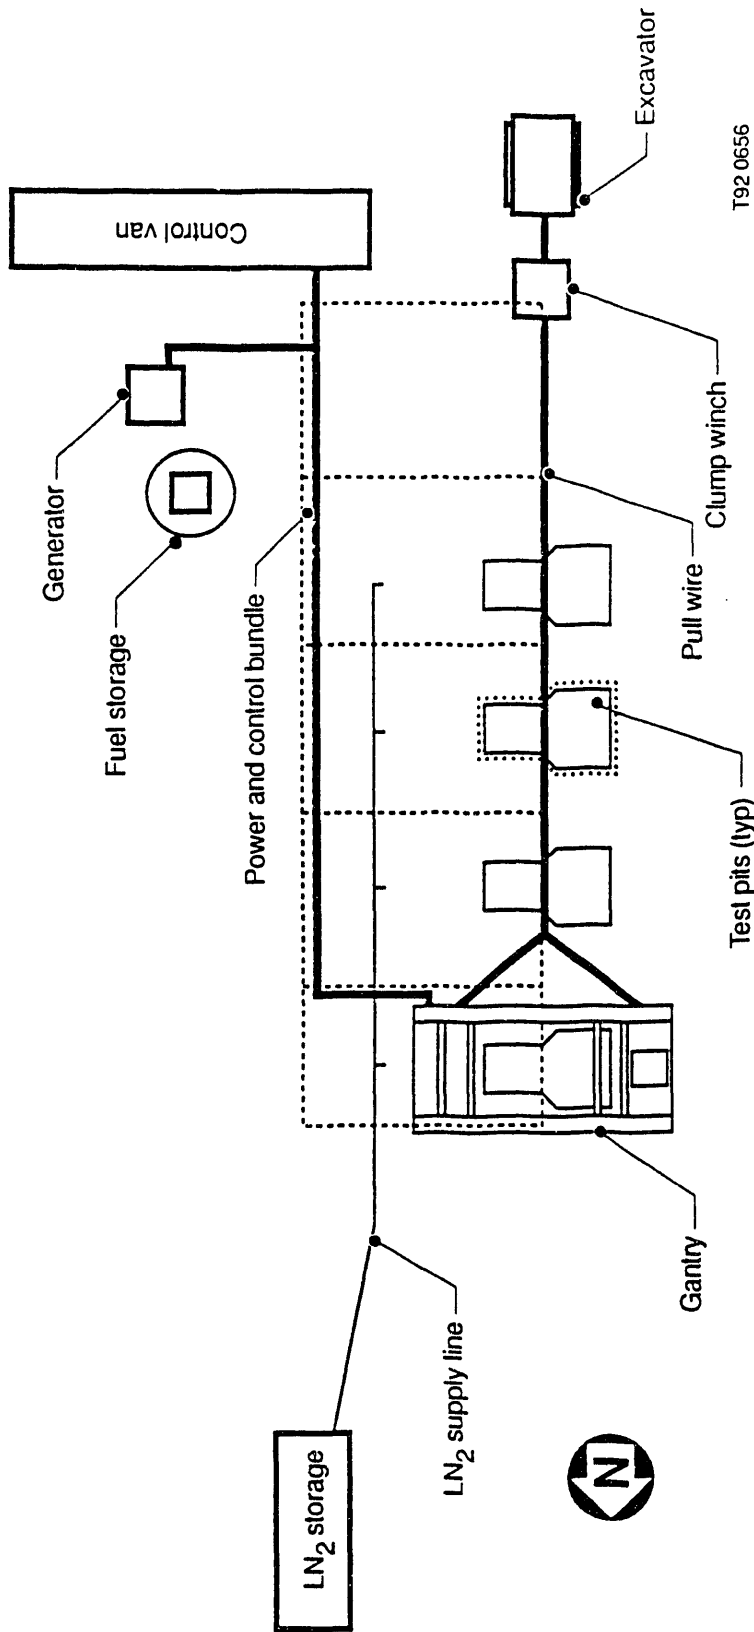 Control van
Generator
Fuel storage
Power and control bundle
LN2 storage
LN2 supply line
Gantry
Test pits (typ)
Pull wire
Clump winch
Excavator
N
T92 0656